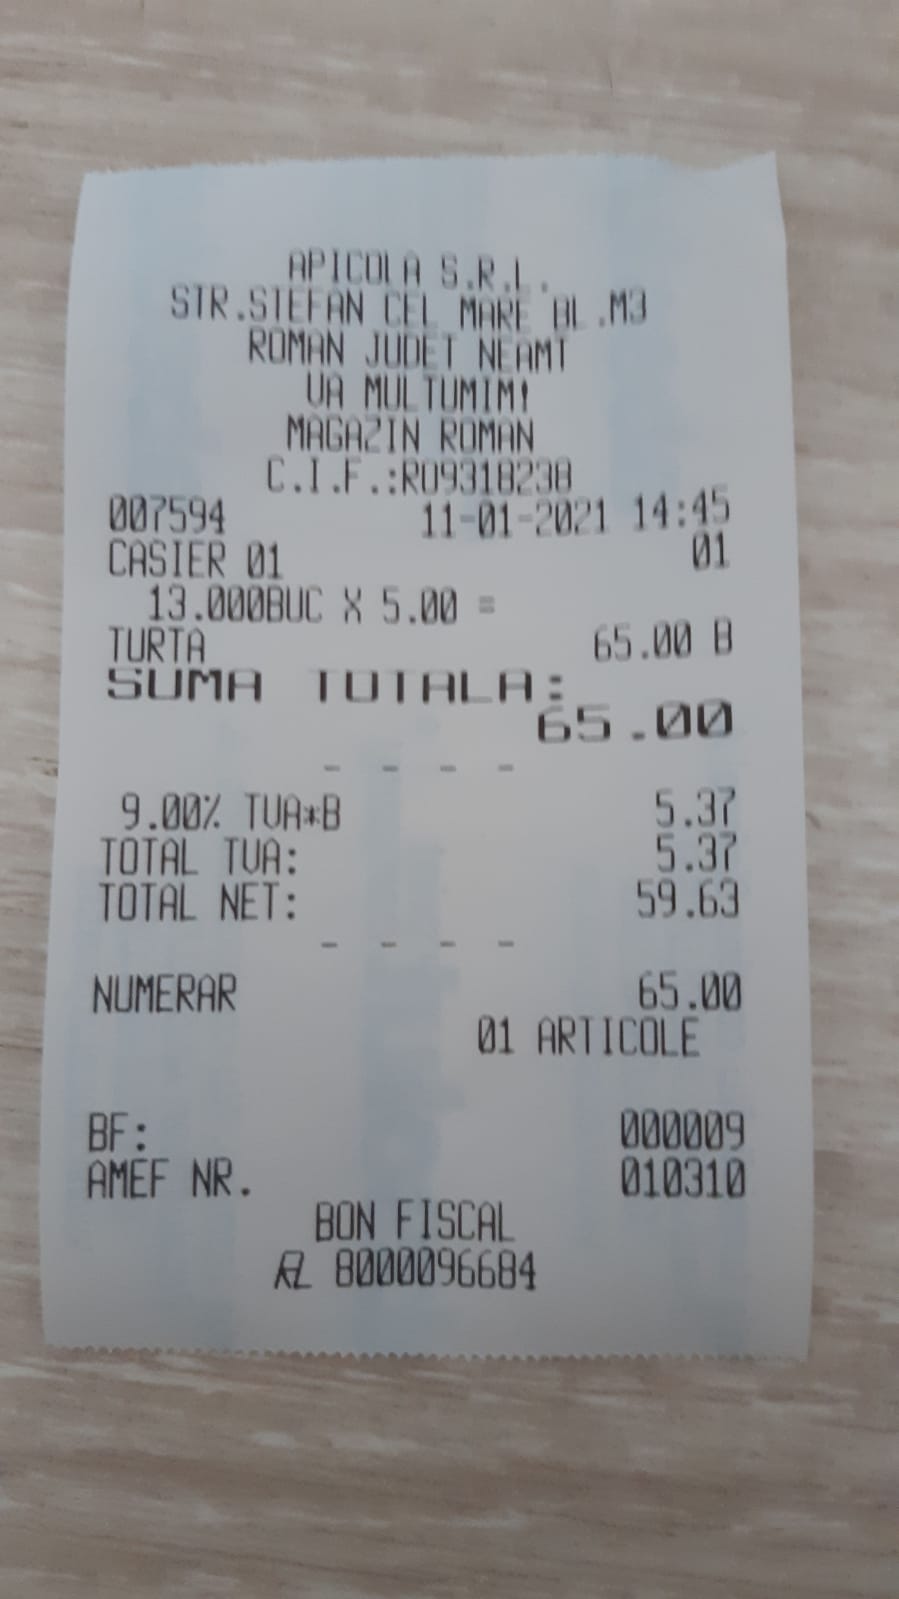 APICOLA S.R.L.
STR.STEFAN CEL MARE BL.M3
ROMAN JUDET NEAMT
VA MULTUMIM!
MAGAZIN ROMAN
C.I.F.:RO9318238
007594 11-01-2021 14:45
CASIER 01 01
13.000BUC X 5.00 =
TURTA 65.00 B
SUMA TOTALA:
65.00
- - - -
9.00% TVA*B 5.37
TOTAL TVA: 5.37
TOTAL NET: 59.63
- - - -
NUMERAR 65.00
01 ARTICOLE
BF: 000009
AMEF NR. 010310
BON FISCAL
8000096684